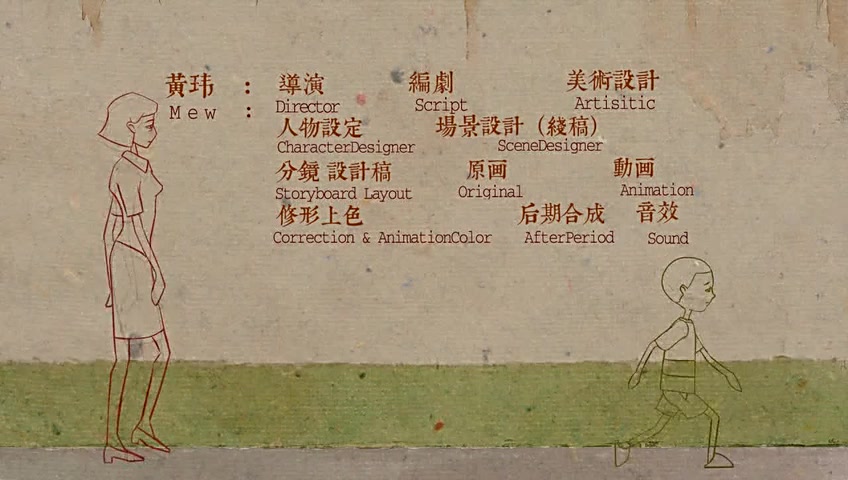 黃玮 : 導演 編劇 美術設計
Mew : Director Script Artisitic
人物設定 場景設計（綫稿）
CharacterDesigner SceneDesigner
分鏡 設計稿 原画 動画
Storyboard Layout Original Animation
修形上色 后期合成 音效
Correction & AnimationColor AfterPeriod Sound